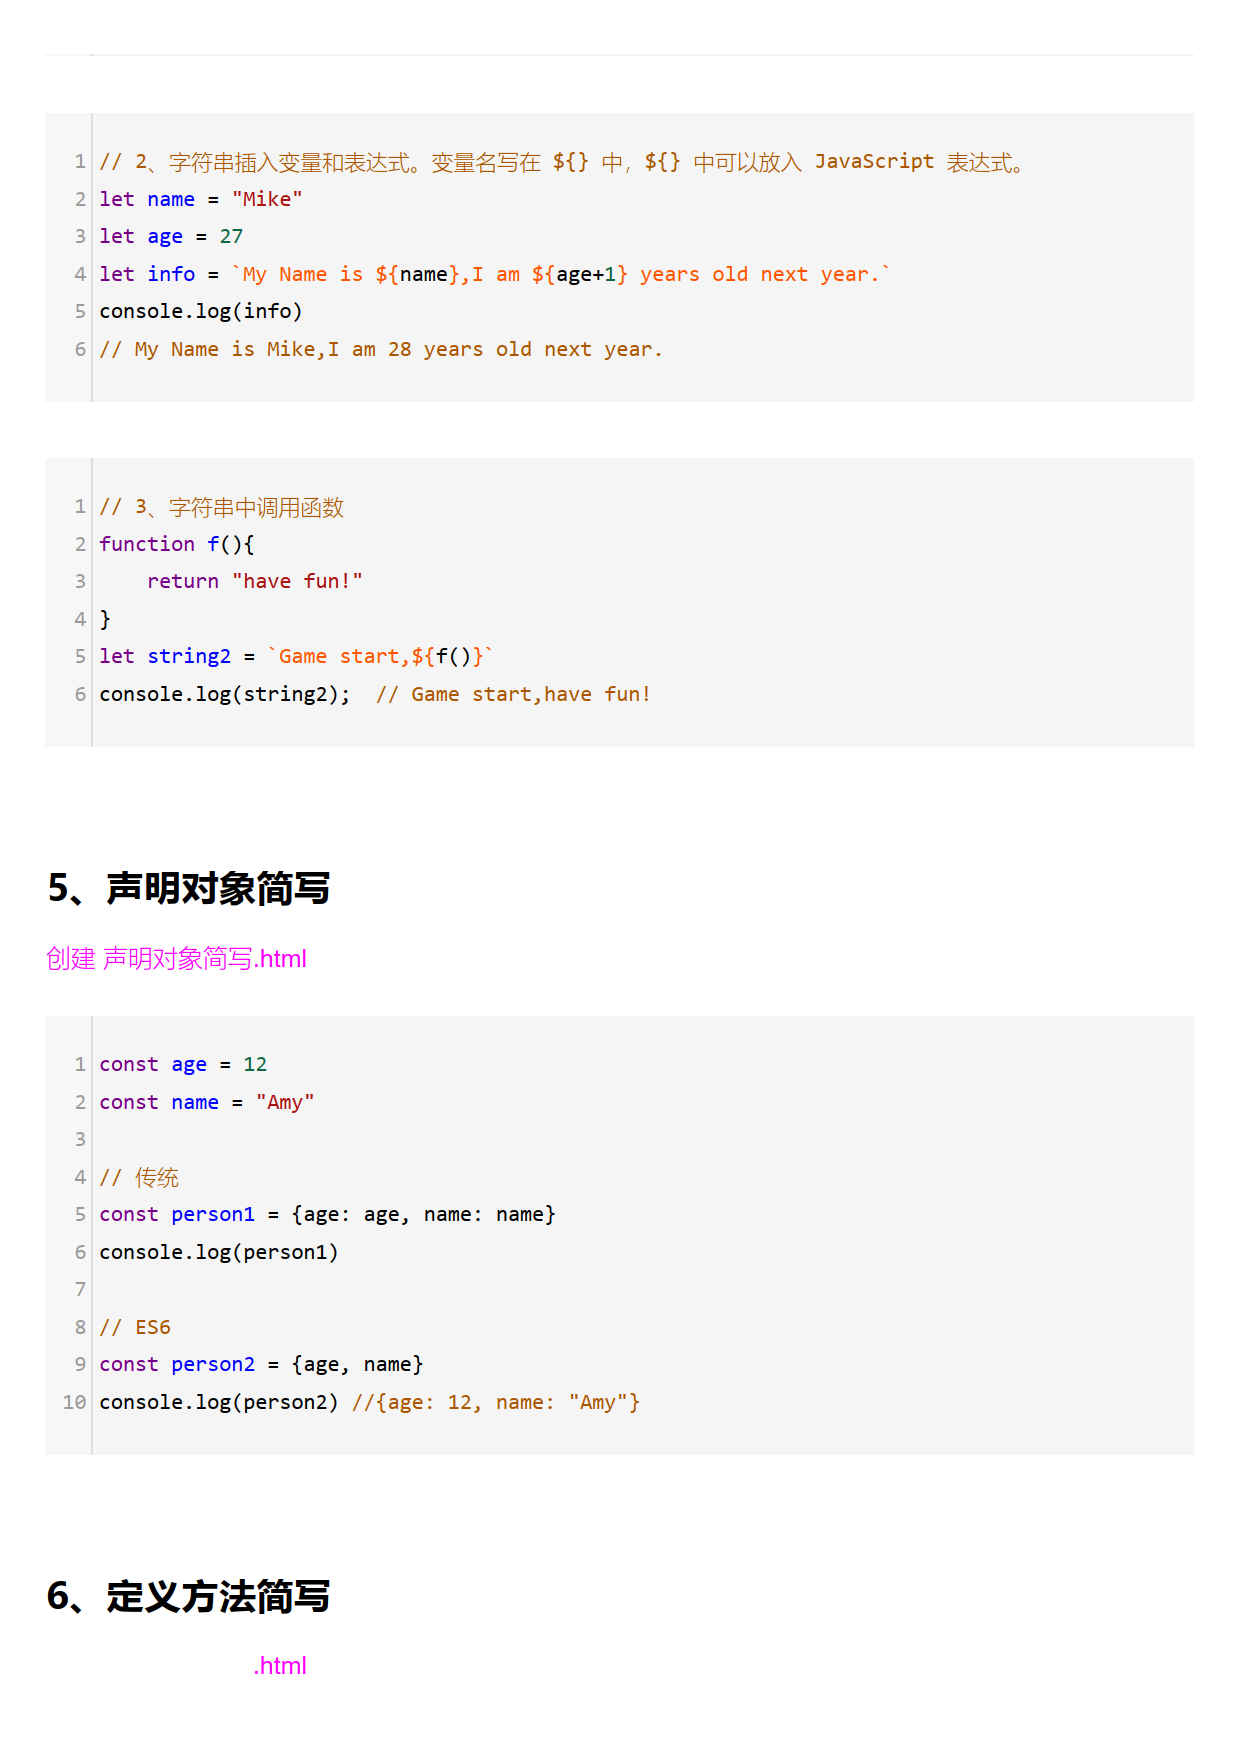 1 // 2、字符串插入变量和表达式。变量名写在 ${} 中，${} 中可以放入 JavaScript 表达式。
2 let name = "Mike"
3 let age = 27
4 let info = `My Name is ${name},I am ${age+1} years old next year.`
5 console.log(info)
6 // My Name is Mike,I am 28 years old next year.
1 // 3、字符串中调用函数
2 function f(){
3     return "have fun!"
4 }
5 let string2 = `Game start,${f()}`
6 console.log(string2);  // Game start,have fun!
5、声明对象简写
创建 声明对象简写.html
1 const age = 12
2 const name = "Amy"
3
4 // 传统
5 const person1 = {age: age, name: name}
6 console.log(person1)
7
8 // ES6
9 const person2 = {age, name}
10 console.log(person2) //{age: 12, name: "Amy"}
6、定义方法简写
.html